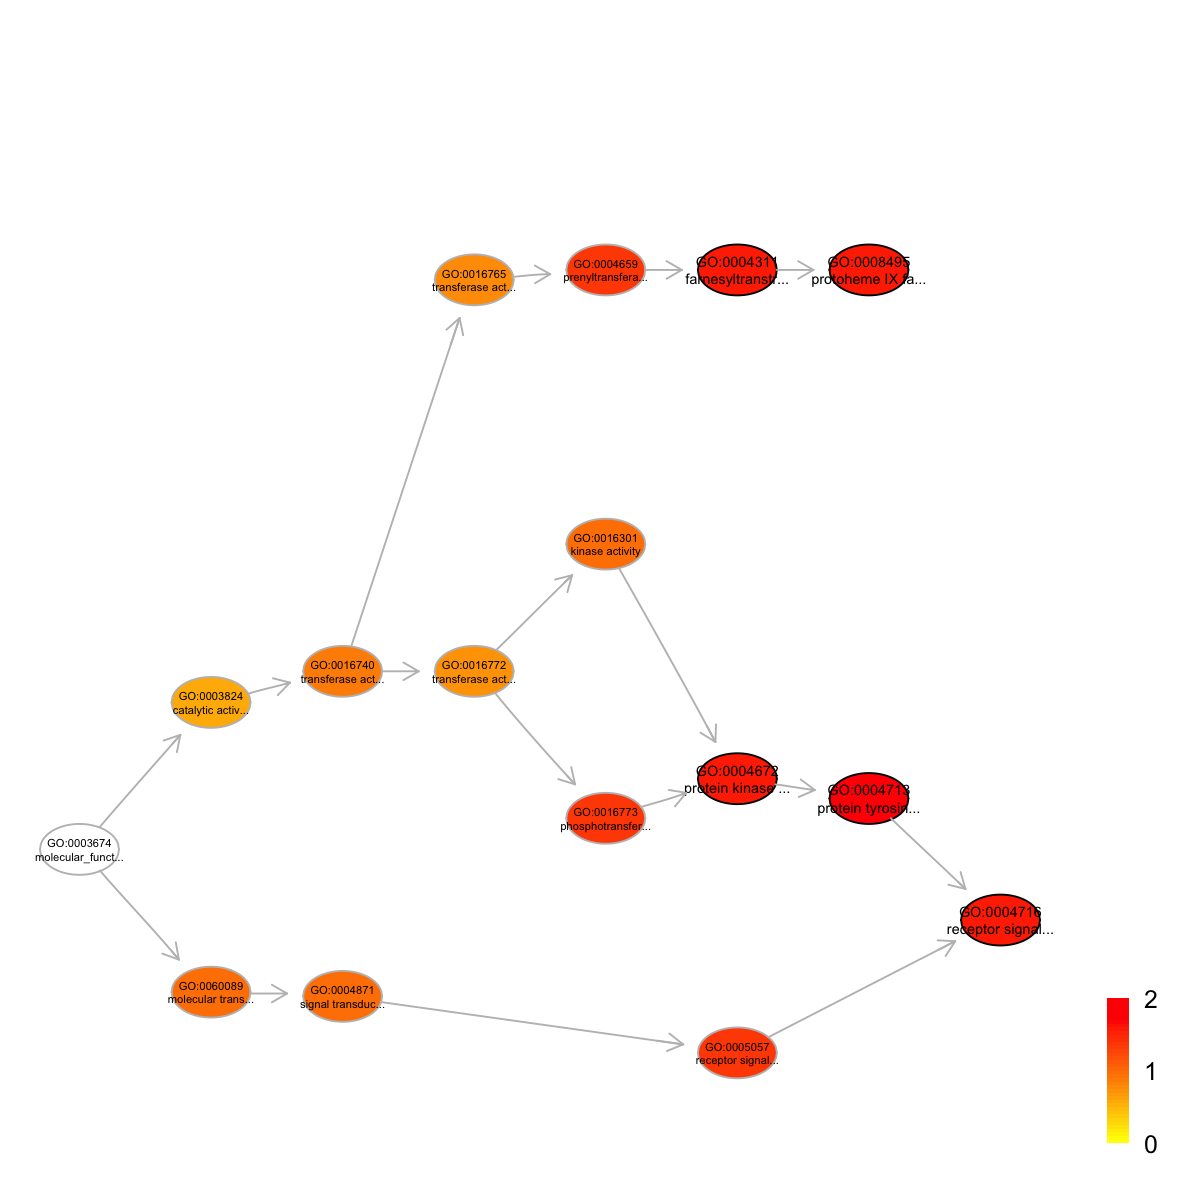 GO:0016765
transferase act...
GO:0004659
prenyltransfera...
GO:0004311
farnesyltranstr...
GO:0008495
protoheme IX fa...
GO:0016301
kinase activity
GO:0003824
catalytic activ...
GO:0016740
transferase act...
GO:0016772
transferase act...
GO:0004672
protein kinase ...
GO:0004713
protein tyrosin...
GO:0016773
phosphotransfer...
GO:0003674
molecular_funct...
GO:0004716
receptor signal...
GO:0060089
molecular trans...
GO:0004871
signal transduc...
GO:0005057
receptor signal...
2
1
0